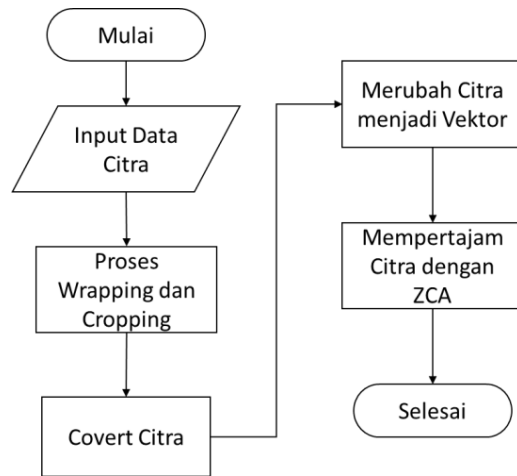 Mulai
Input Data
Citra
Proses
Wrapping dan
Cropping
Covert Citra
Merubah Citra
menjadi Vektor
Mempertajam
Citra dengan
ZCA
Selesai